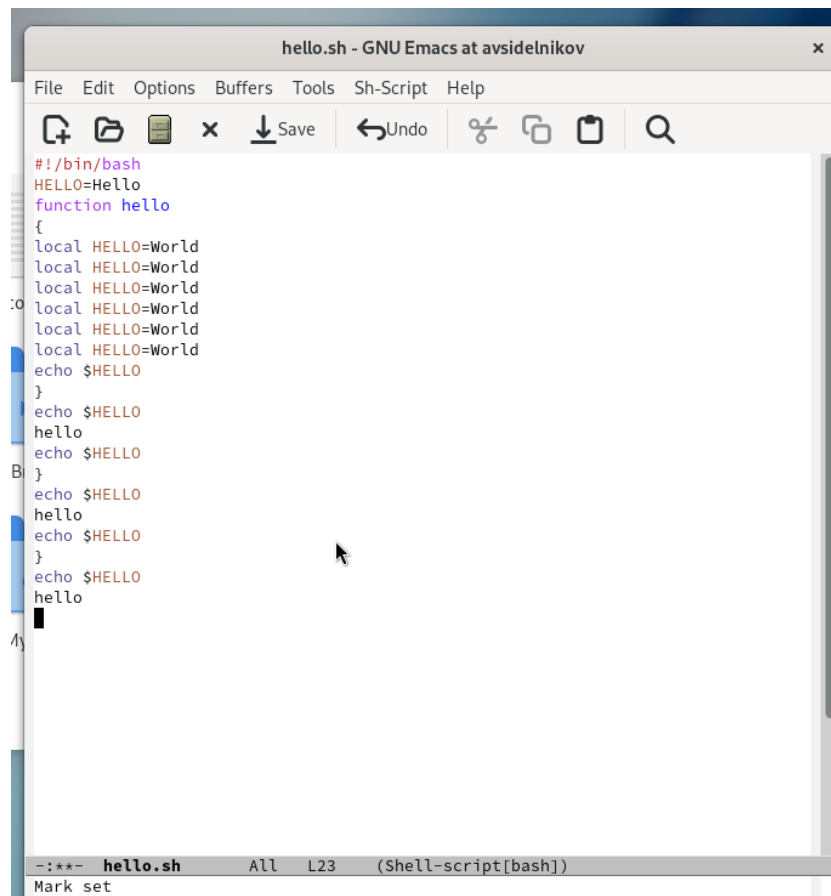 hello.sh - GNU Emacs at avsidelnikov ×
File Edit Options Buffers Tools Sh-Script Help
Save Undo
#!/bin/bash
HELLO=Hello
function hello
{
local HELLO=World
local HELLO=World
local HELLO=World
local HELLO=World
local HELLO=World
local HELLO=World
echo $HELLO
}
echo $HELLO
hello
echo $HELLO
}
echo $HELLO
hello
echo $HELLO
}
echo $HELLO
hello
-:**- hello.sh All L23 (Shell-script[bash])
Mark set